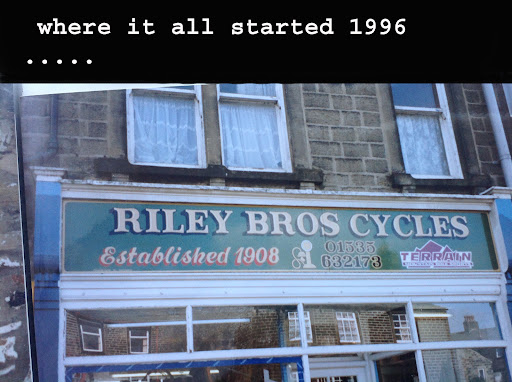 where it all started 1996
.....
RILEY BROS CYCLES
Established 1908
01535
632173
TERRAIN